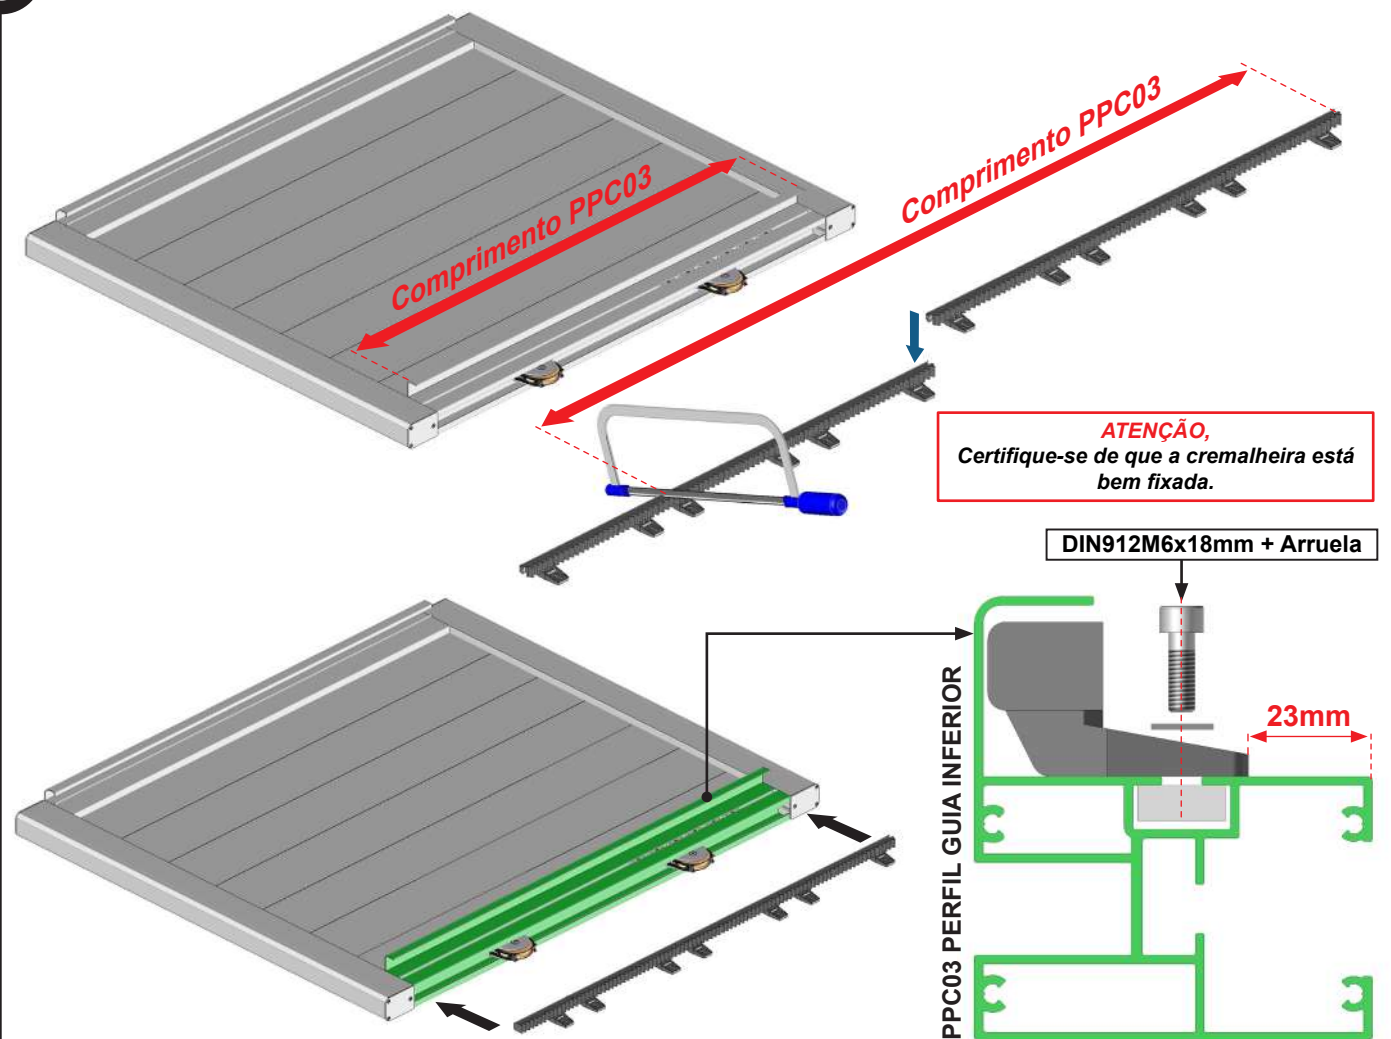 Comprimento PPC03
Comprimento PPC03
ATENÇÃO,
Certifique-se de que a cremalheira está
bem fixada.
DIN912M6x18mm + Arruela
23mm
PPC03 PERFIL GUIA INFERIOR